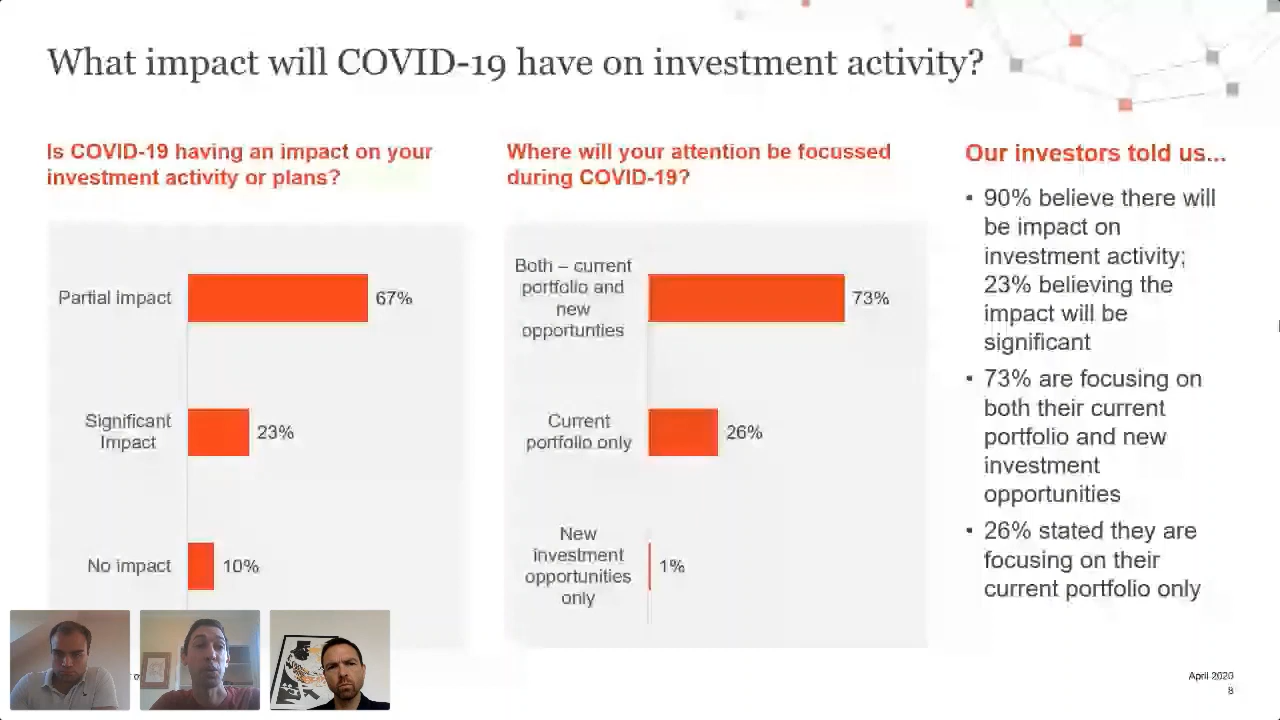 What impact will COVID-19 have on investment activity?
Is COVID-19 having an impact on your
investment activity or plans?
Partial impact
67%
Significant
Impact
23%
No impact
10%
Where will your attention be focussed
during COVID-19?
Both – current
portfolio and
new
opportunties
73%
Current
portfolio only
26%
New
investment
opportunities
only
1%
Our investors told us...
▪ 90% believe there will
be impact on
investment activity;
23% believing the
impact will be
significant
▪ 73% are focusing on
both their current
portfolio and new
investment
opportunities
▪ 26% stated they are
focusing on their
current portfolio only
April 2020
8